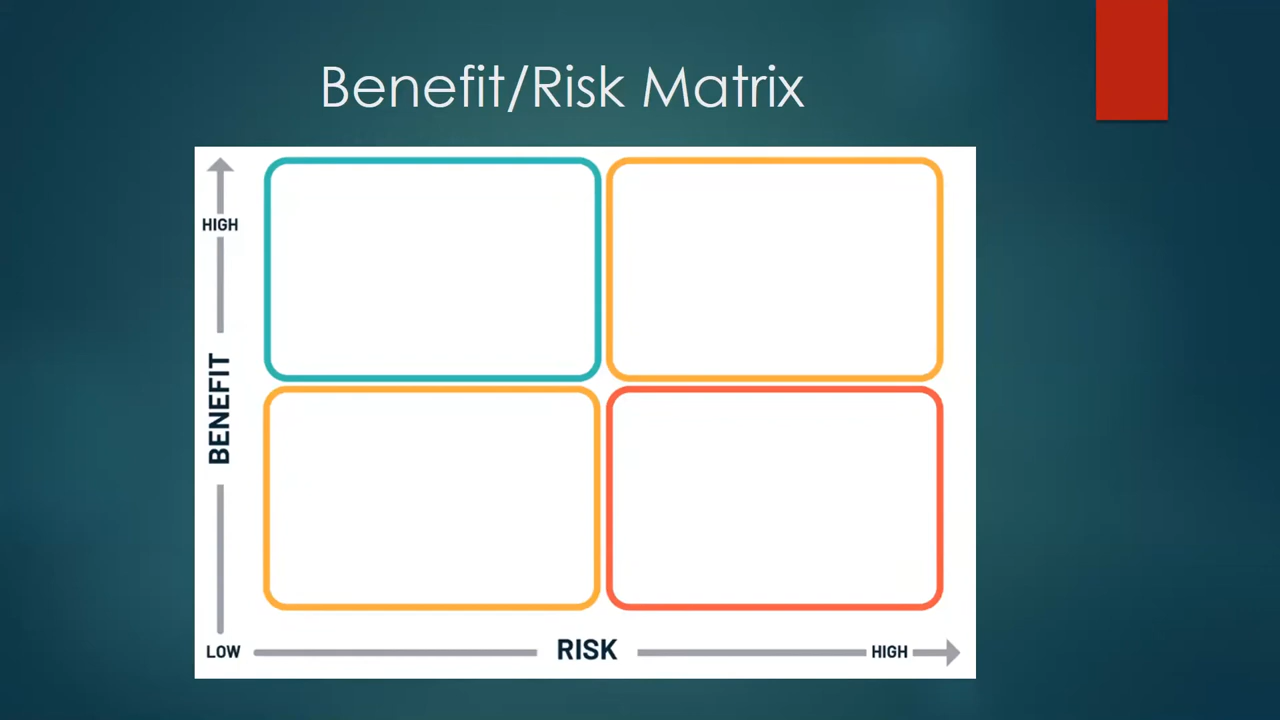 Benefit/Risk Matrix
HIGH
BENEFIT
LOW
RISK
HIGH